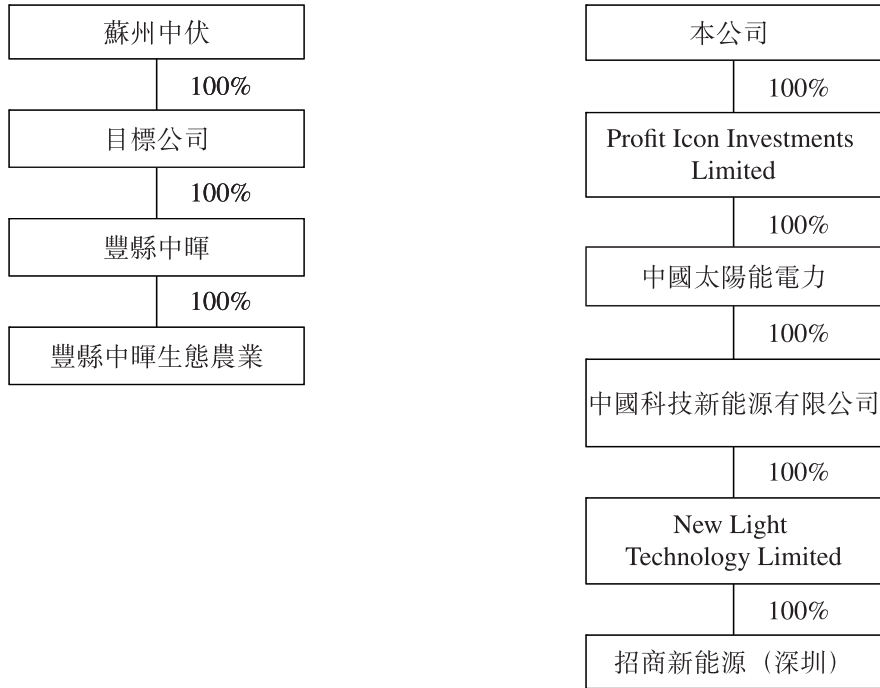 蘇州中伏
100%
目標公司
100%
豐縣中暉
100%
豐縣中暉生態農業
本公司
100%
Profit Icon Investments
Limited
100%
中國太陽能電力
100%
中國科技新能源有限公司
100%
New Light
Technology Limited
100%
招商新能源（深圳）